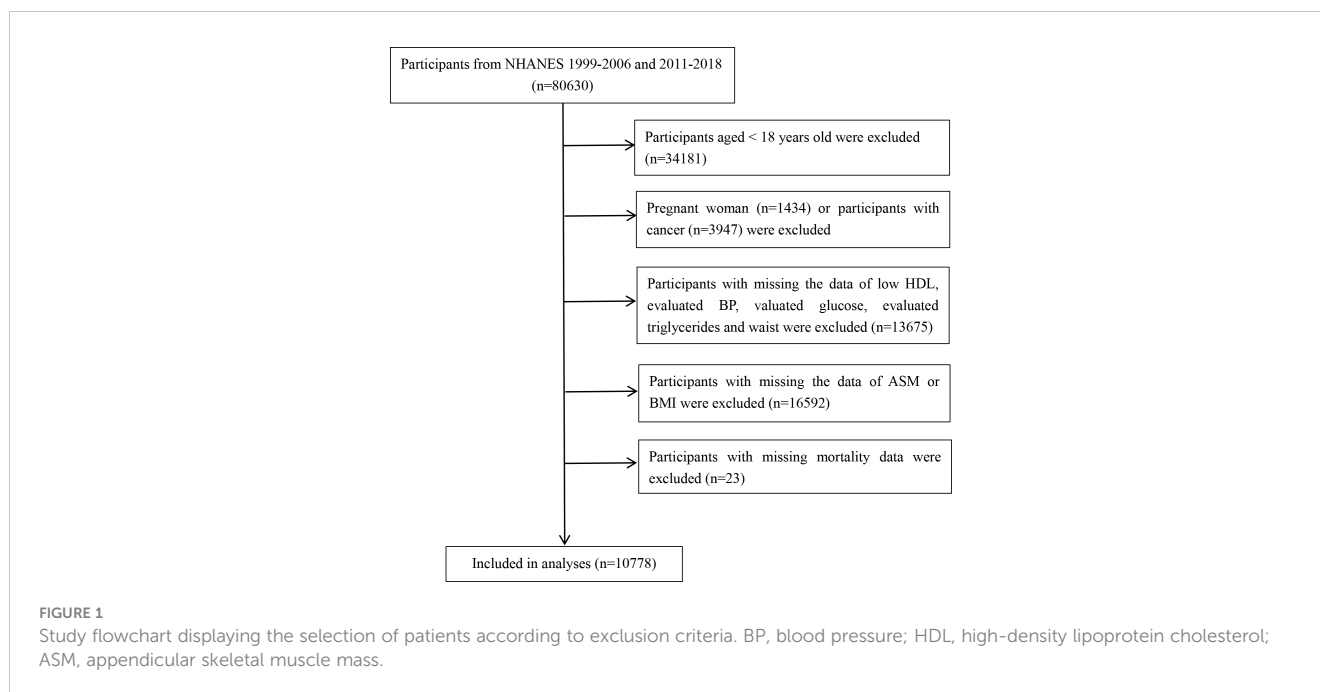 Participants from NHANES 1999-2006 and 2011-2018
(n=80630)
Participants aged < 18 years old were excluded
(n=34181)
Pregnant woman (n=1434) or participants with
cancer (n=3947) were excluded
Participants with missing the data of low HDL,
evaluated BP, valuated glucose, evaluated
triglycerides and waist were excluded (n=13675)
Participants with missing the data of ASM or
BMI were excluded (n=16592)
Participants with missing mortality data were
excluded (n=23)
Included in analyses (n=10778)
FIGURE 1
Study flowchart displaying the selection of patients according to exclusion criteria. BP, blood pressure; HDL, high-density lipoprotein cholesterol;
ASM, appendicular skeletal muscle mass.